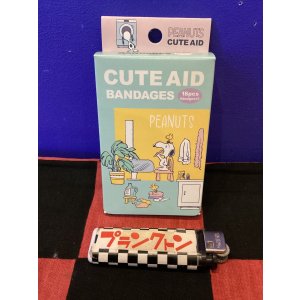 PEANUTS
CUTE AID
CUTE AID
BANDAGES
18pcs
PEANUTS
プランクトン